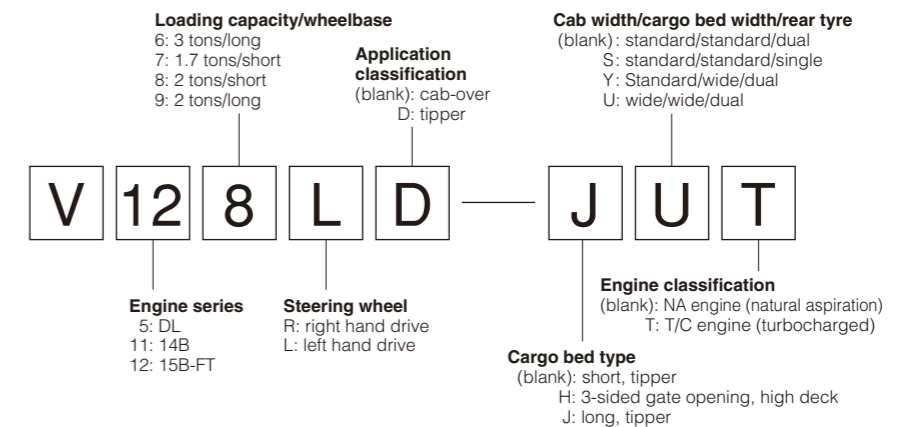 Loading capacity/wheelbase
6: 3 tons/long
7: 1.7 tons/short
8: 2 tons/short
9: 2 tons/long
Application
classification
(blank): cab-over
D: tipper
Cab width/cargo bed width/rear tyre
(blank): standard/standard/dual
S: standard/standard/single
Y: Standard/wide/dual
U: wide/wide/dual
V 12 8 L D — J U T
Engine series
5: DL
11: 14B
12: 15B-FT
Steering wheel
R: right hand drive
L: left hand drive
Engine classification
(blank): NA engine (natural aspiration)
T: T/C engine (turbocharged)
Cargo bed type
(blank): short, tipper
H: 3-sided gate opening, high deck
J: long, tipper